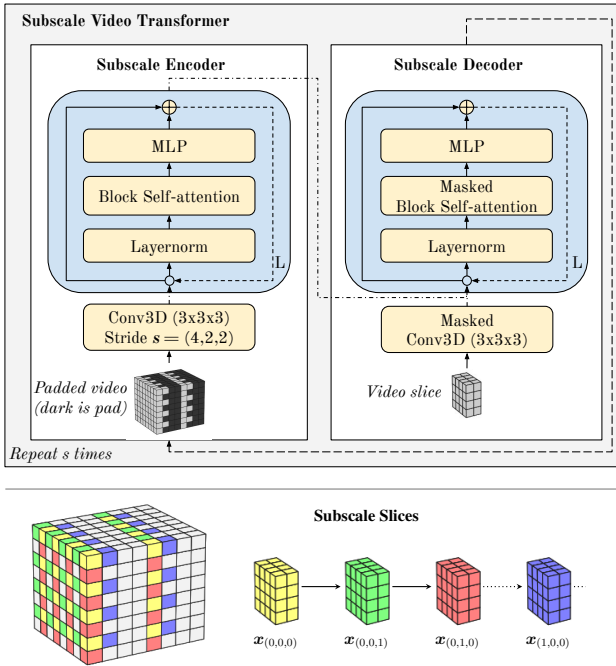 Subscale Video Transformer
Subscale Encoder
MLP
Block Self-attention
Layernorm
L
Conv3D (3x3x3)
Stride s = (4,2,2)
Padded video
(dark is pad)
Repeat s times
Subscale Decoder
MLP
Masked
Block Self-attention
Layernorm
L
Masked
Conv3D (3x3x3)
Video slice
Subscale Slices
x(0,0,0)
x(0,0,1)
x(0,1,0)
x(1,0,0)